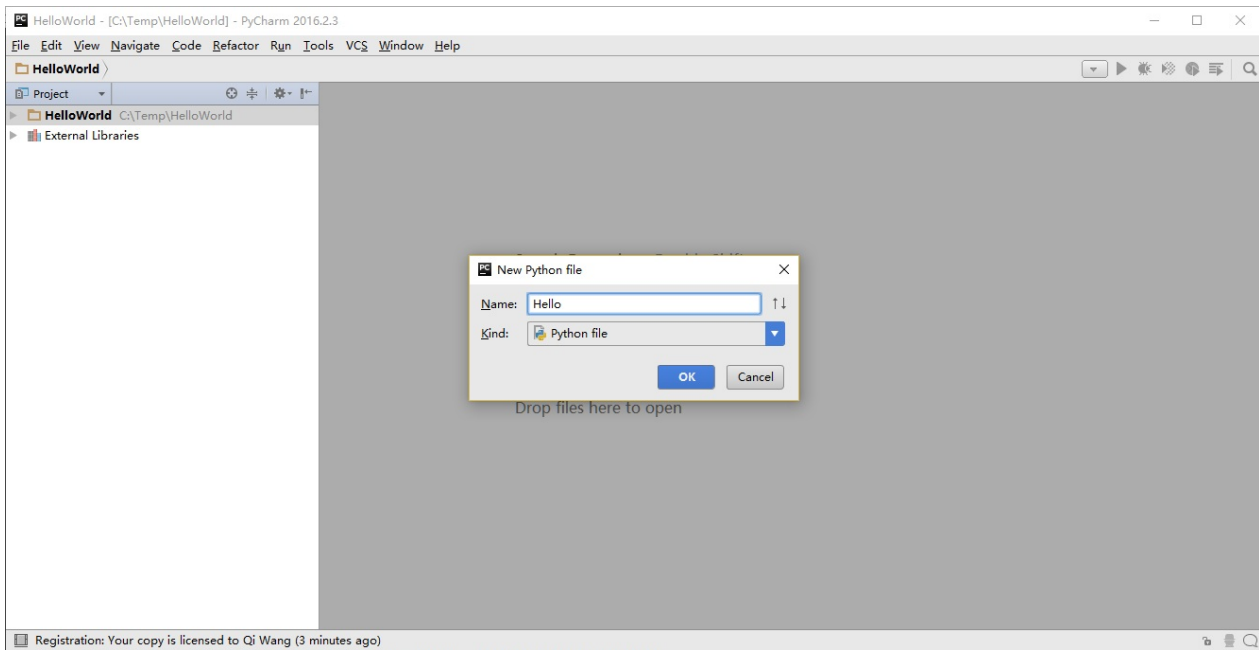 HelloWorld - [C:\Temp\HelloWorld] - PyCharm 2016.2.3
File Edit View Navigate Code Refactor Run Tools VCS Window Help
HelloWorld
Project
HelloWorld C:\Temp\HelloWorld
External Libraries
New Python file
Name: Hello
Kind: Python file
OK Cancel
Drop files here to open
Registration: Your copy is licensed to Qi Wang (3 minutes ago)